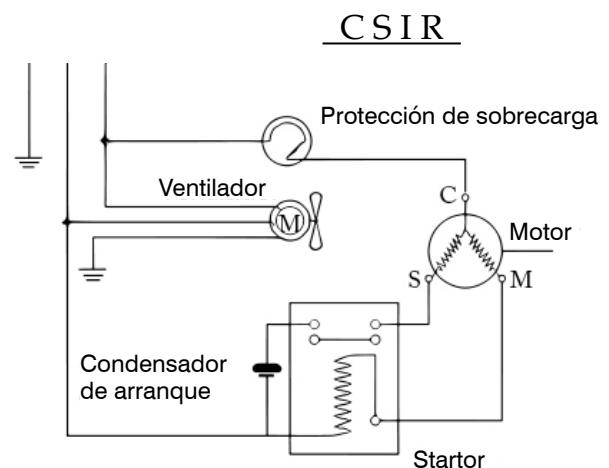 CSIR
Protección de sobrecarga
Ventilador
M
C
Motor
S
M
Condensador
de arranque
Startor